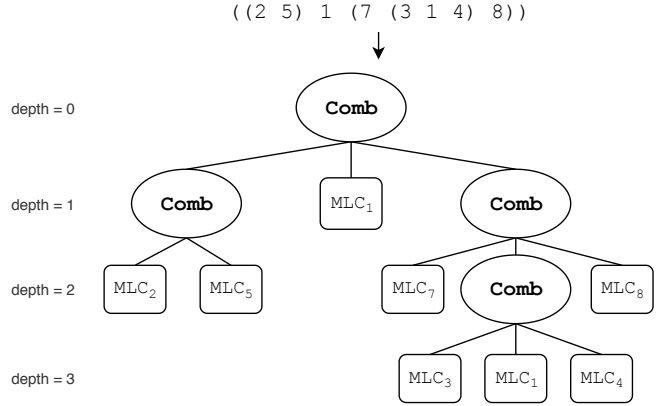 ((2 5) 1 (7 (3 1 4) 8))
depth = 0
Comb
depth = 1
Comb
MLC₁
Comb
depth = 2
MLC₂
MLC₅
MLC₇
Comb
MLC₈
depth = 3
MLC₃
MLC₁
MLC₄